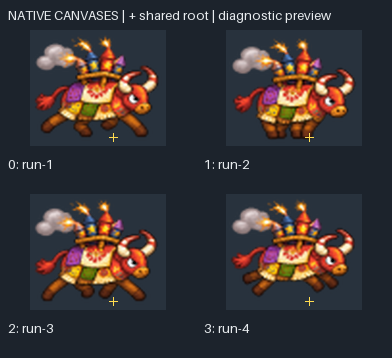 NATIVE CANVASES | + shared root | diagnostic preview
0: run-1
1: run-2
2: run-3
3: run-4